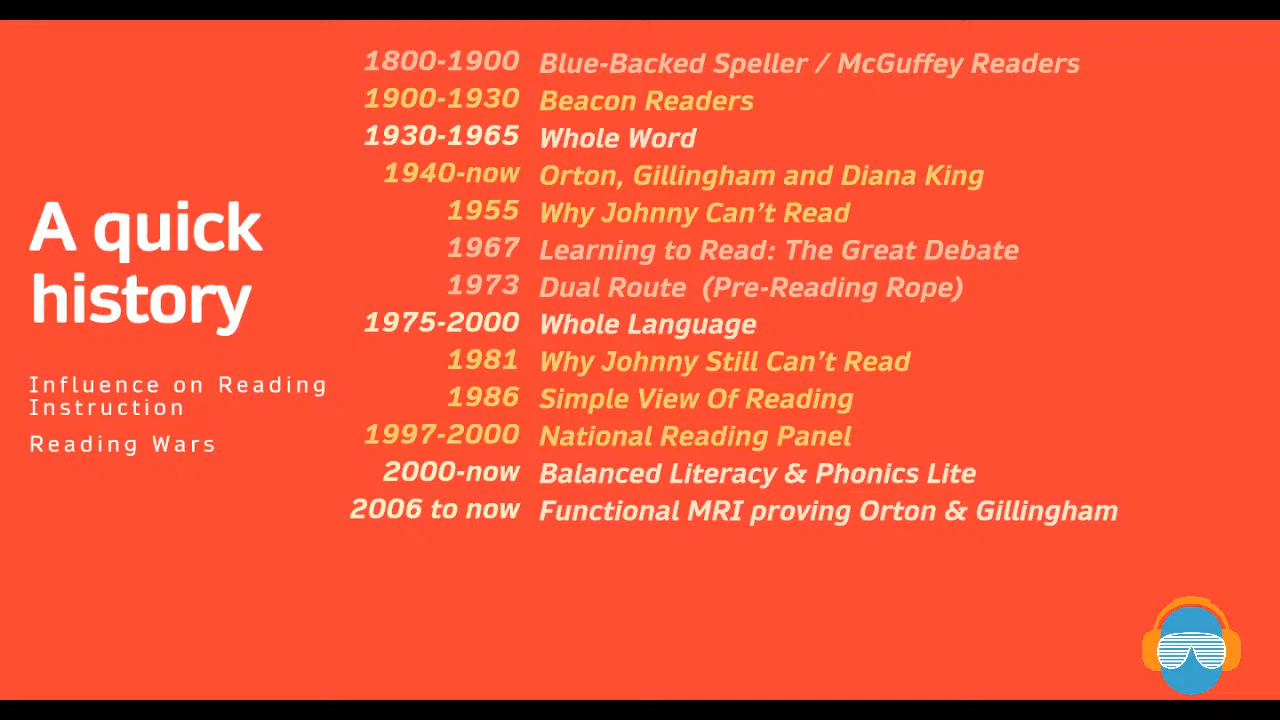 A quick
history
Influence on Reading
Instruction
Reading Wars
1800-1900 Blue-Backed Speller / McGuffey Readers
1900-1930 Beacon Readers
1930-1965 Whole Word
1940-now Orton, Gillingham and Diana King
1955 Why Johnny Can’t Read
1967 Learning to Read: The Great Debate
1973 Dual Route (Pre-Reading Rope)
1975-2000 Whole Language
1981 Why Johnny Still Can’t Read
1986 Simple View Of Reading
1997-2000 National Reading Panel
2000-now Balanced Literacy & Phonics Lite
2006 to now Functional MRI proving Orton & Gillingham